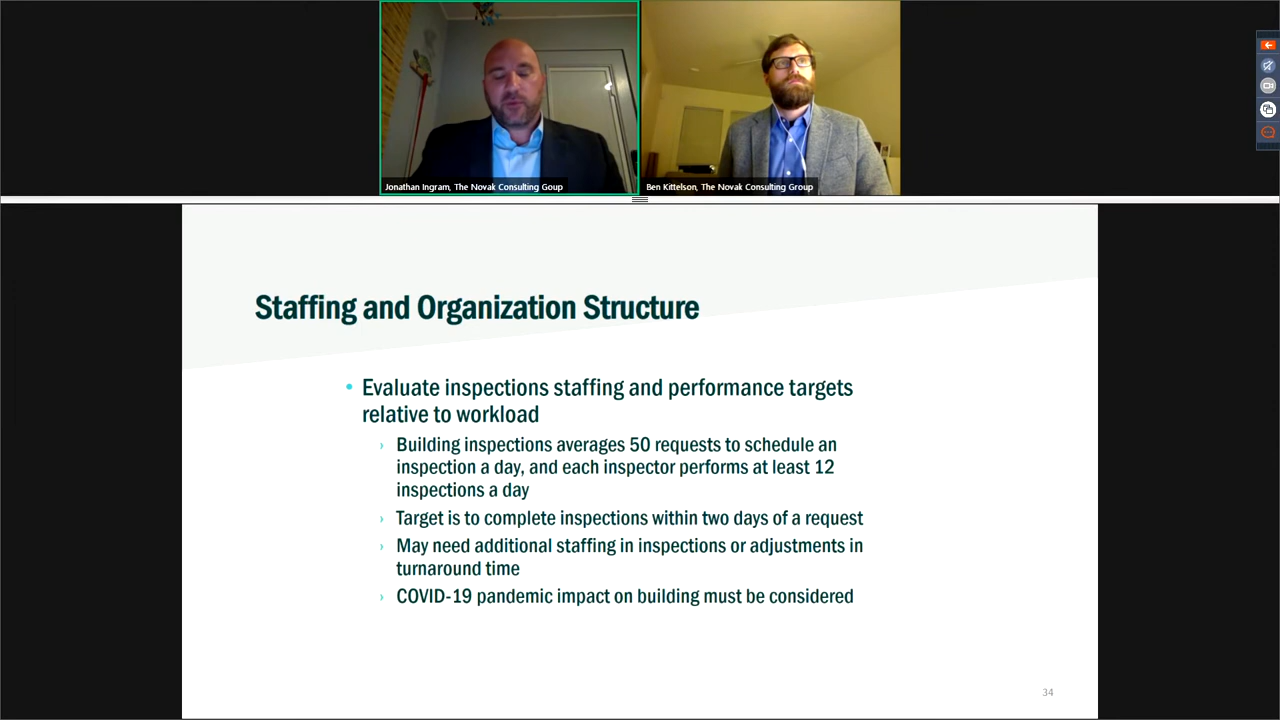 Jonathan Ingram, The Novak Consulting Goup
Ben Kittelson, The Novak Consulting Group
Staffing and Organization Structure
• Evaluate inspections staffing and performance targets
relative to workload
› Building inspections averages 50 requests to schedule an
inspection a day, and each inspector performs at least 12
inspections a day
› Target is to complete inspections within two days of a request
› May need additional staffing in inspections or adjustments in
turnaround time
› COVID-19 pandemic impact on building must be considered
34